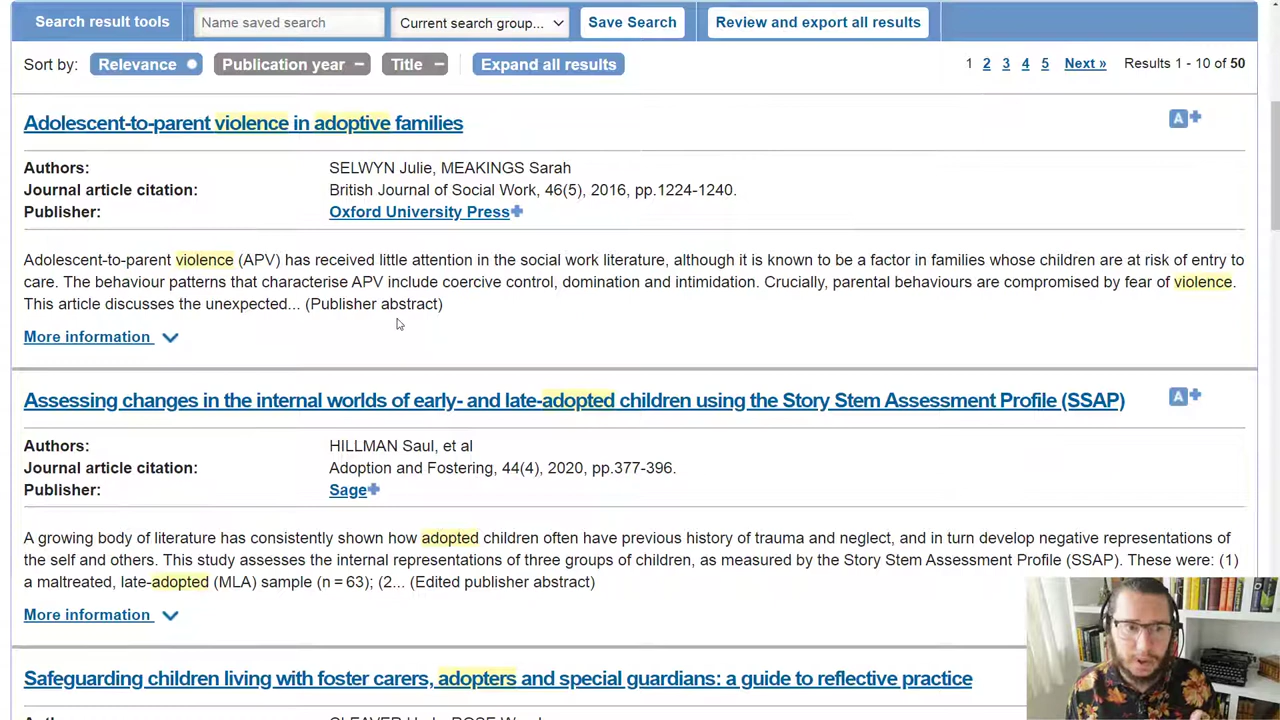 Search result tools
Name saved search
Current search group...
Save Search
Review and export all results
Sort by:
Relevance
Publication year
Title
Expand all results
1 2 3 4 5 Next » Results 1 - 10 of 50
Adolescent-to-parent violence in adoptive families
A+
Authors: SELWYN Julie, MEAKINGS Sarah
Journal article citation: British Journal of Social Work, 46(5), 2016, pp.1224-1240.
Publisher: Oxford University Press
Adolescent-to-parent violence (APV) has received little attention in the social work literature, although it is known to be a factor in families whose children are at risk of entry to
care. The behaviour patterns that characterise APV include coercive control, domination and intimidation. Crucially, parental behaviours are compromised by fear of violence.
This article discusses the unexpected... (Publisher abstract)
More information
Assessing changes in the internal worlds of early- and late-adopted children using the Story Stem Assessment Profile (SSAP)
A+
Authors: HILLMAN Saul, et al
Journal article citation: Adoption and Fostering, 44(4), 2020, pp.377-396.
Publisher: Sage
A growing body of literature has consistently shown how adopted children often have previous history of trauma and neglect, and in turn develop negative representations of
the self and others. This study assesses the internal representations of three groups of children, as measured by the Story Stem Assessment Profile (SSAP). These were: (1)
a maltreated, late-adopted (MLA) sample (n = 63); (2... (Edited publisher abstract)
More information
Safeguarding children living with foster carers, adopters and special guardians: a guide to reflective practice